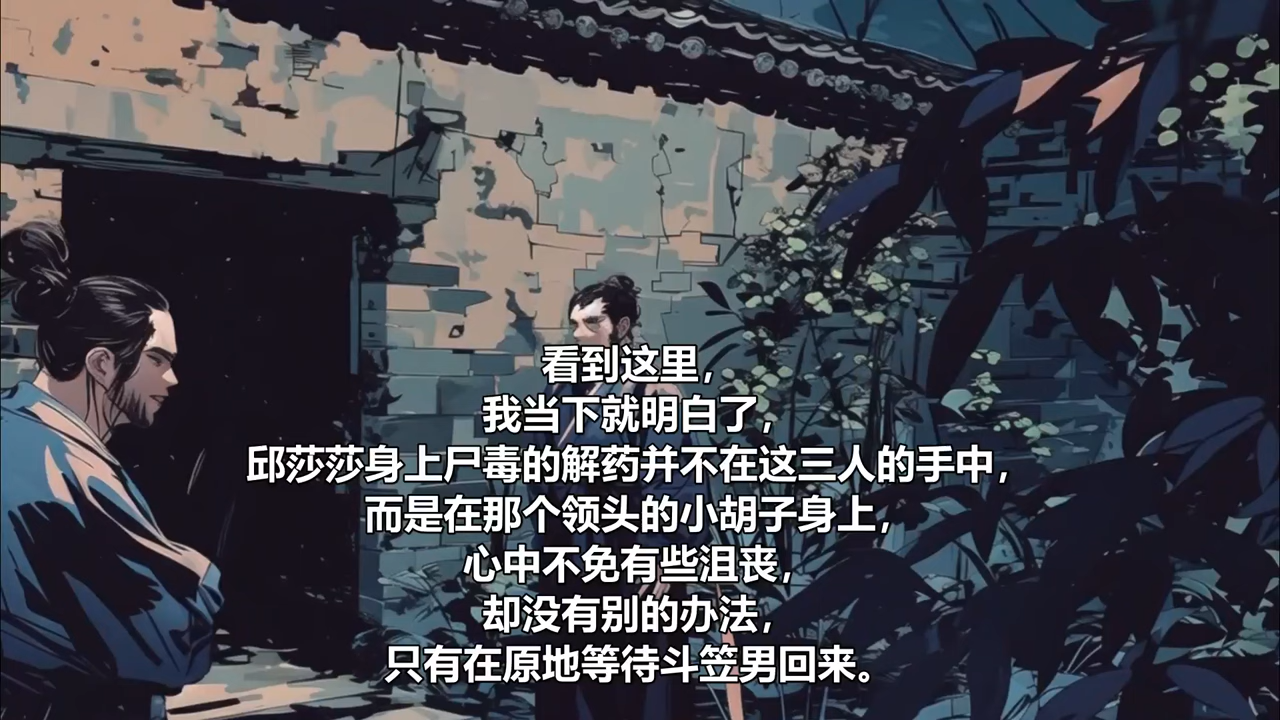 看到这里，
我当下就明白了，
邱莎莎身上尸毒的解药并不在这三人的手中，
而是在那个领头的小胡子身上，
心中不免有些沮丧，
却没有别的办法，
只有在原地等待斗笠男回来。